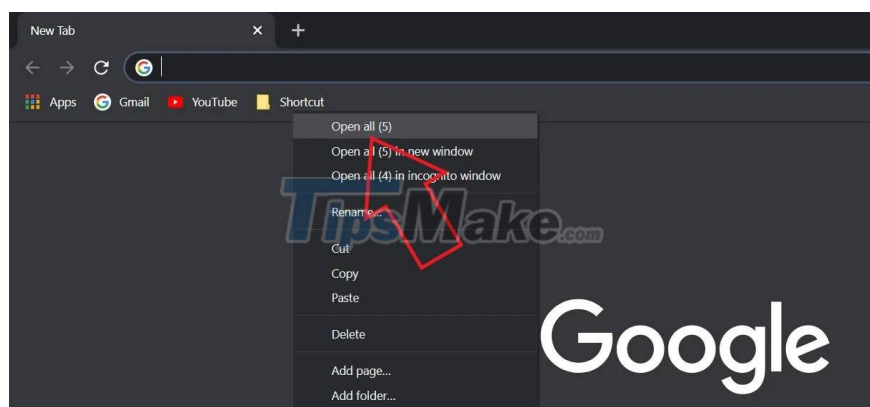 New Tab
Apps Gmail YouTube Shortcut
Open all (5)
Open all (5) in new window
Open all (4) in incognito window
Rename...
TipsMake.com
Cut
Copy
Paste
Delete
Google
Add page...
Add folder...